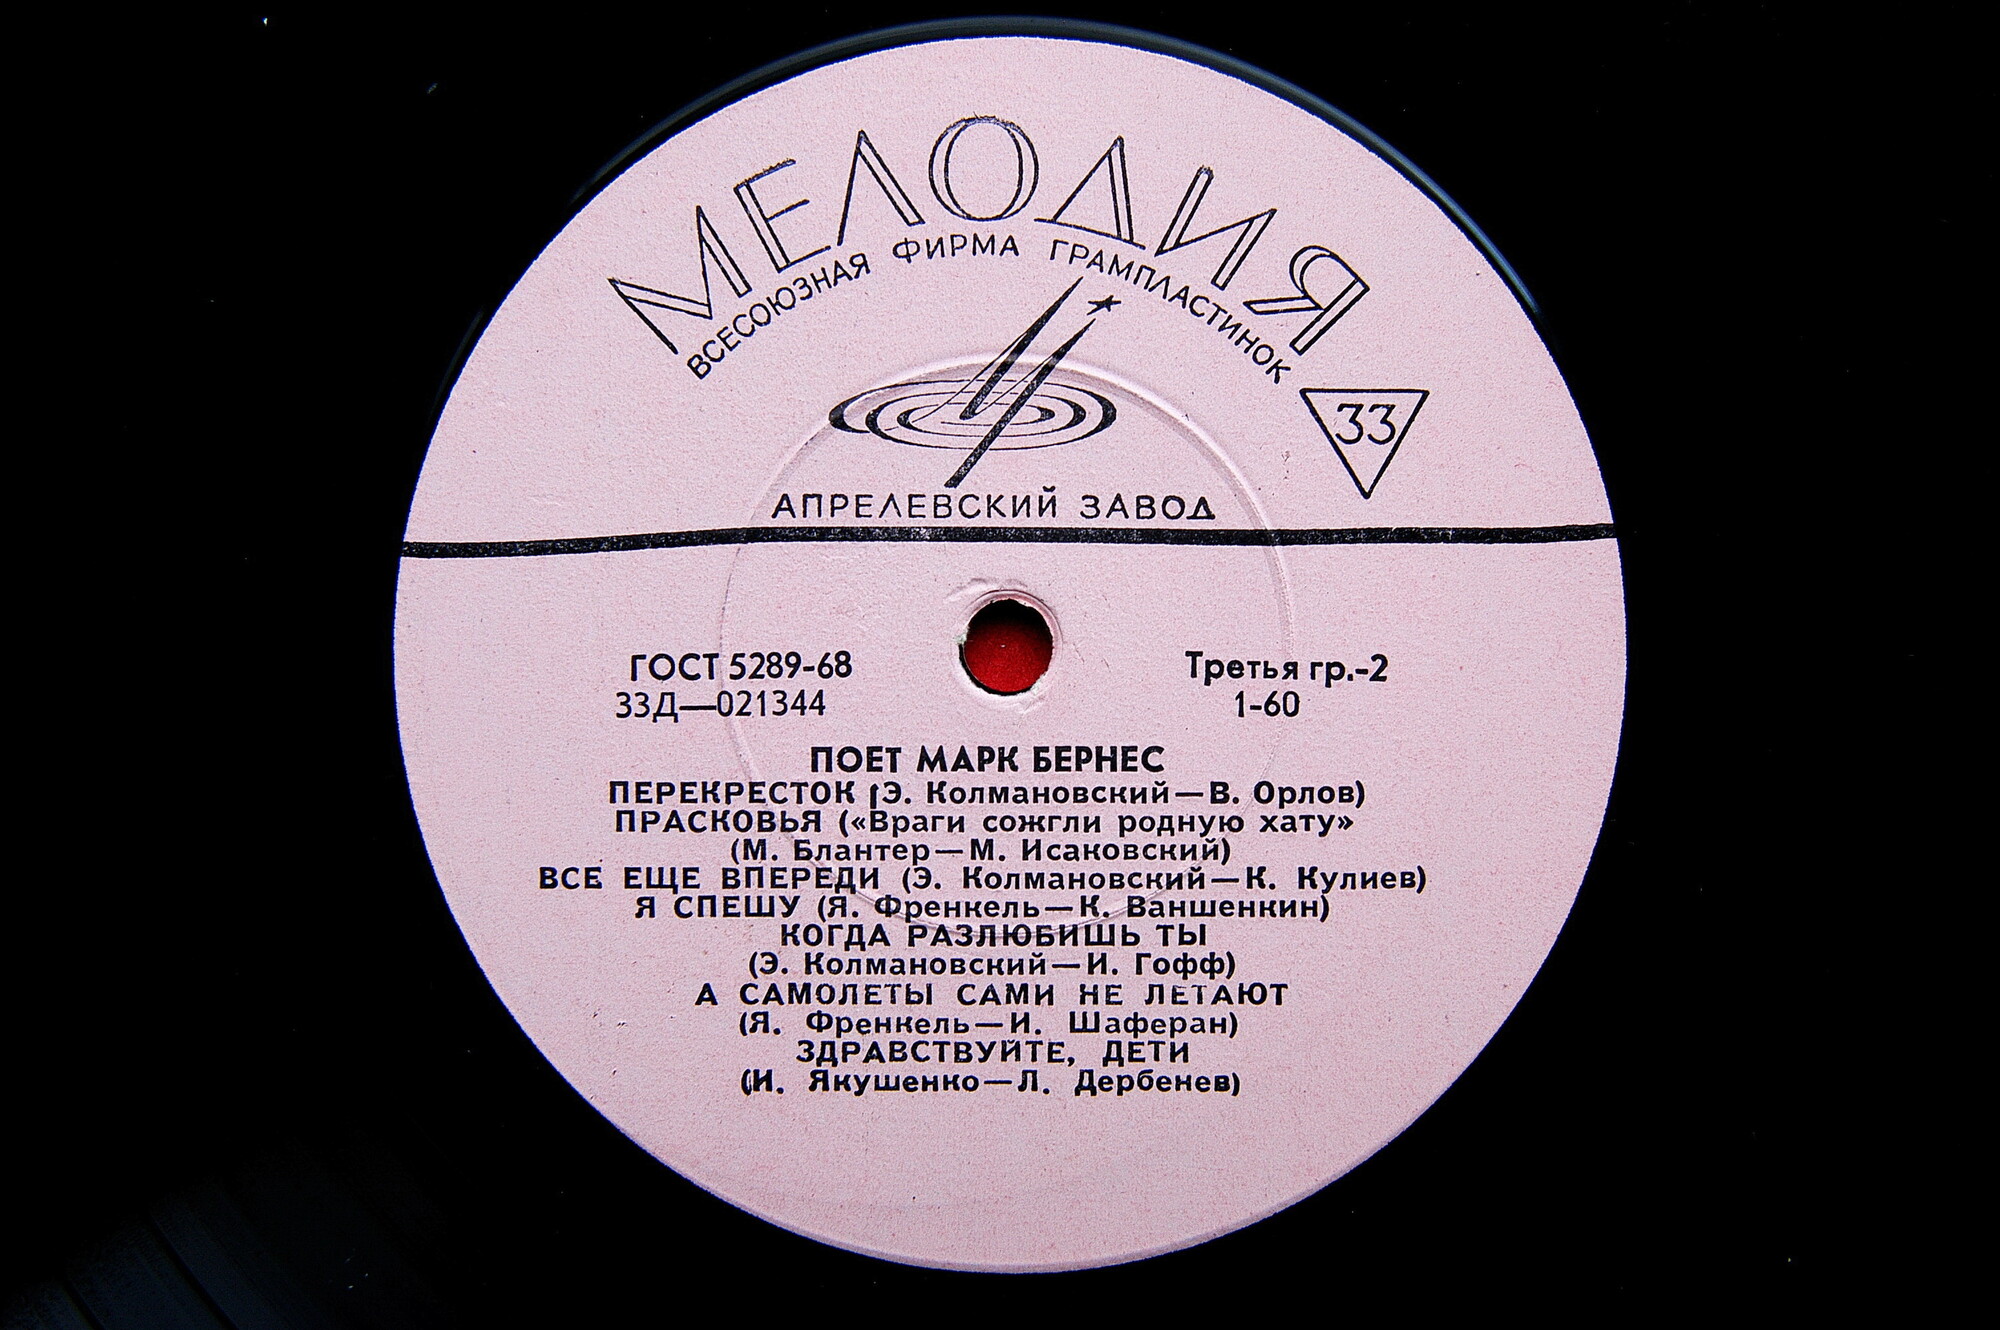 МЕЛОДИЯ
ВСЕСОЮЗНАЯ ФИРМА ГРАМПЛАСТИНОК
33
АПРЕЛЕВСКИЙ ЗАВОД
ГОСТ 5289-68
Третья гр.-2
33Д—021344
1-60
ПОЕТ МАРК БЕРНЕС
ПЕРЕКРЕСТОК (Э. Колмановский—В. Орлов)
ПРАСКОВЬЯ («Враги сожгли родную хату»
(М. Блантер—М. Исаковский)
ВСЕ ЕЩЕ ВПЕРЕДИ (Э. Колмановский—К. Кулиев)
Я СПЕШУ (Я. Френкель—К. Ваншенкин)
КОГДА РАЗЛЮБИШЬ ТЫ
(Э. Колмановский—И. Гофф)
А САМОЛЕТЫ САМИ НЕ ЛЕТАЮТ
(Я. Френкель—И. Шаферан)
ЗДРАВСТВУЙТЕ, ДЕТИ
(И. Якушенко—Л. Дербенев)